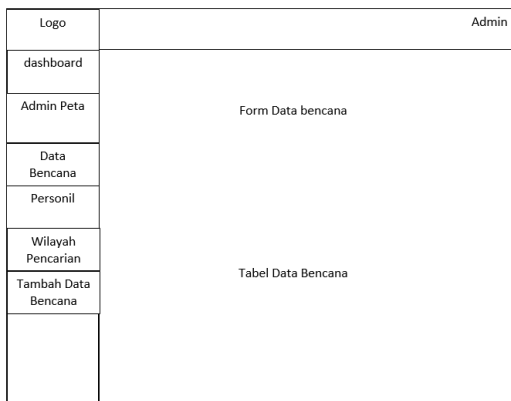 Logo
Admin
dashboard
Admin Peta
Form Data bencana
Data
Bencana
Personil
Wilayah
Pencarian
Tabel Data Bencana
Tambah Data
Bencana